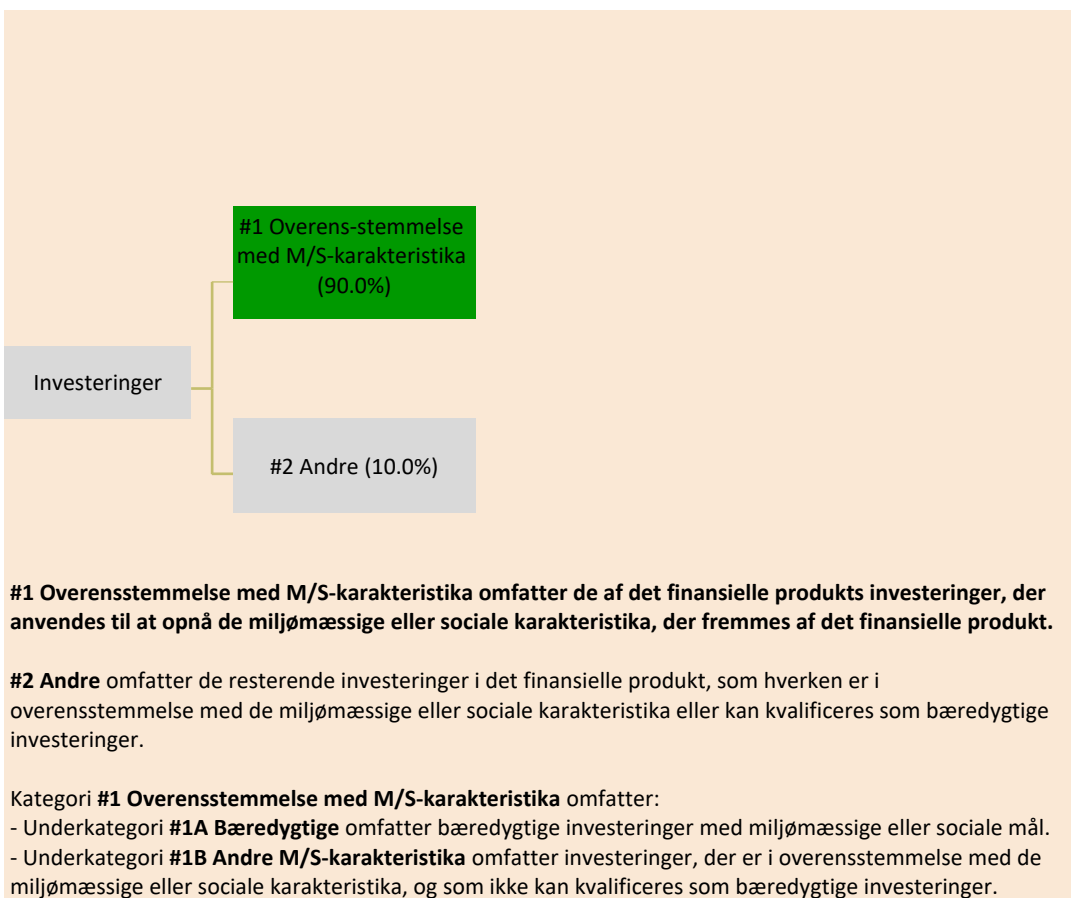 #1 Overens-stemmelse
med M/S-karakteristika
(90.0%)
Investeringer
#2 Andre (10.0%)
#1 Overensstemmelse med M/S-karakteristika omfatter de af det finansielle produkts investeringer, der
anvendes til at opnå de miljømæssige eller sociale karakteristika, der fremmes af det finansielle produkt.
#2 Andre omfatter de resterende investeringer i det finansielle produkt, som hverken er i
overensstemmelse med de miljømæssige eller sociale karakteristika eller kan kvalificeres som bæredygtige
investeringer.
Kategori #1 Overensstemmelse med M/S-karakteristika omfatter:
- Underkategori #1A Bæredygtige omfatter bæredygtige investeringer med miljømæssige eller sociale mål.
- Underkategori #1B Andre M/S-karakteristika omfatter investeringer, der er i overensstemmelse med de
miljømæssige eller sociale karakteristika, og som ikke kan kvalificeres som bæredygtige investeringer.